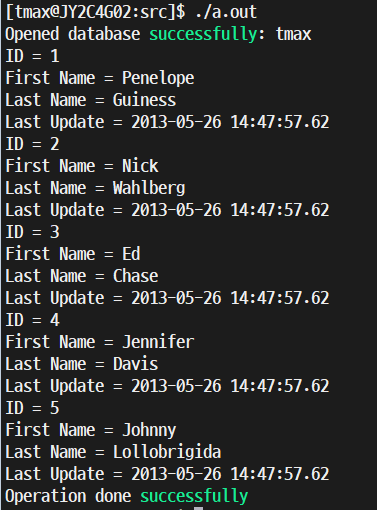 [tmax@JY2C4G02:src]$ ./a.out
Opened database successfully: tmax
ID = 1
First Name = Penelope
Last Name = Guiness
Last Update = 2013-05-26 14:47:57.62
ID = 2
First Name = Nick
Last Name = Wahlberg
Last Update = 2013-05-26 14:47:57.62
ID = 3
First Name = Ed
Last Name = Chase
Last Update = 2013-05-26 14:47:57.62
ID = 4
First Name = Jennifer
Last Name = Davis
Last Update = 2013-05-26 14:47:57.62
ID = 5
First Name = Johnny
Last Name = Lollobrigida
Last Update = 2013-05-26 14:47:57.62
Operation done successfully